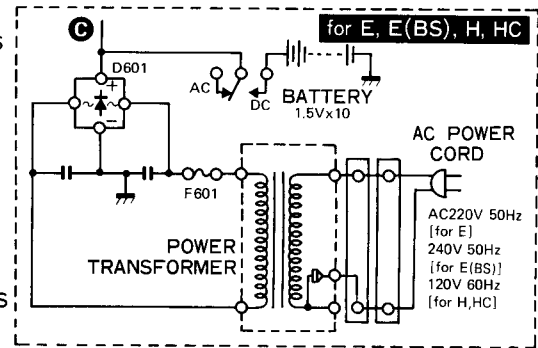 for E, E(BS), H, HC
C
D601
+
−
AC
DC
BATTERY
1.5Vx10
F601
POWER
TRANSFORMER
AC POWER
CORD
AC220V 50Hz
[for E]
240V 50Hz
[for E(BS)]
120V 60Hz
[for H,HC]
S
S